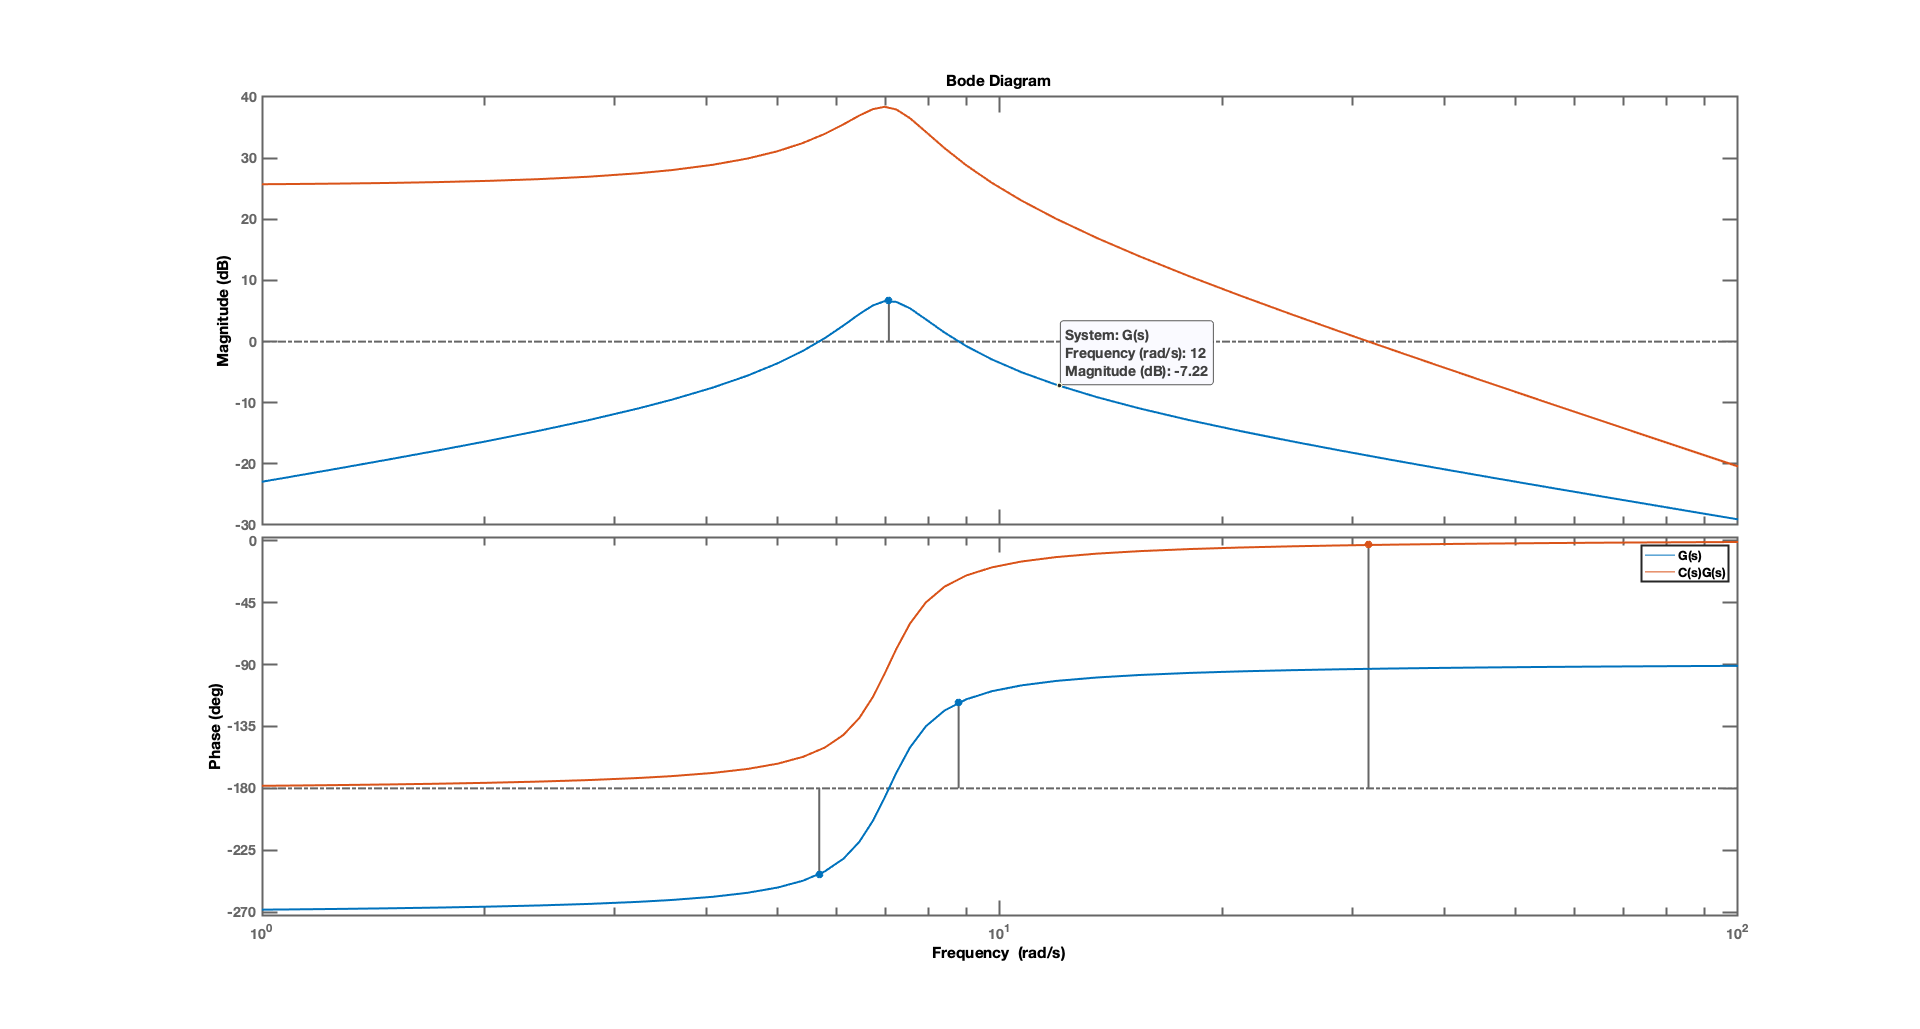 Bode Diagram
40
30
20
10
0
-10
-20
-30
Magnitude (dB)
System: G(s)
Frequency (rad/s): 12
Magnitude (dB): -7.22
0
-45
-90
-135
-180
-225
-270
Phase (deg)
G(s)
C(s)G(s)
10^0 10^1 10^2
Frequency (rad/s)